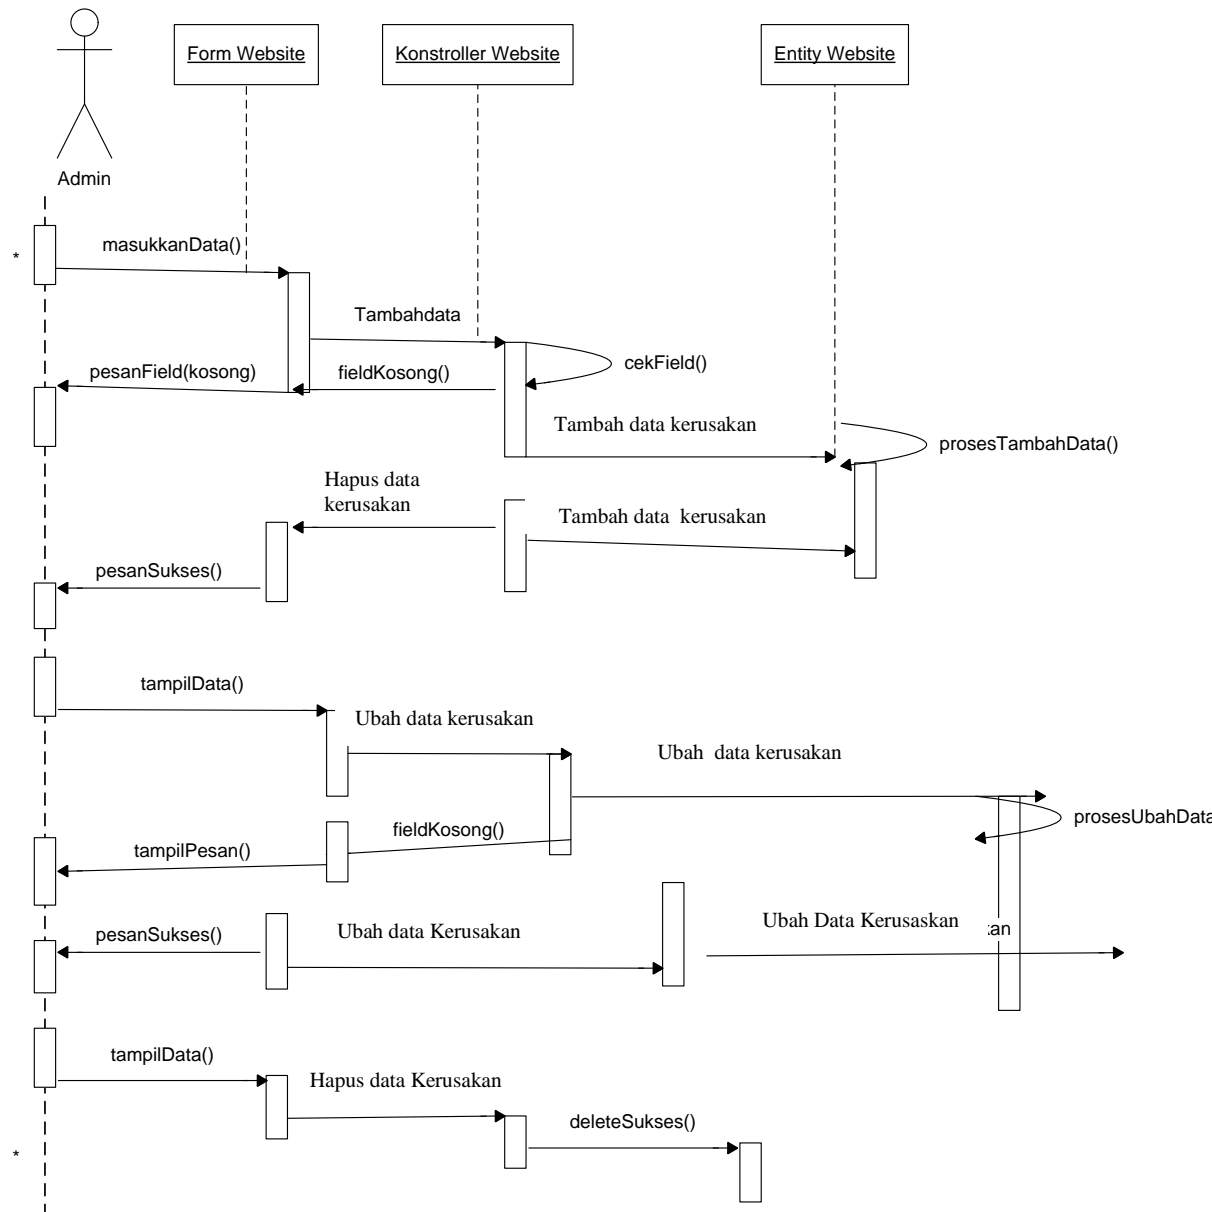 Form Website
Konstroller Website
Entity Website
Admin
masukkanData()
*
Tambahdata
cekField()
pesanField(kosong)
fieldKosong()
Tambah data kerusakan
prosesTambahData()
Hapus data
kerusakan
Tambah data  kerusakan
pesanSukses()
tampilData()
Ubah data kerusakan
Ubah  data kerusakan
prosesUbahData
fieldKosong()
tampilPesan()
pesanSukses()
Ubah data Kerusakan
Ubah Data Kerusaskan
kan
tampilData()
Hapus data Kerusakan
deleteSukses()
*